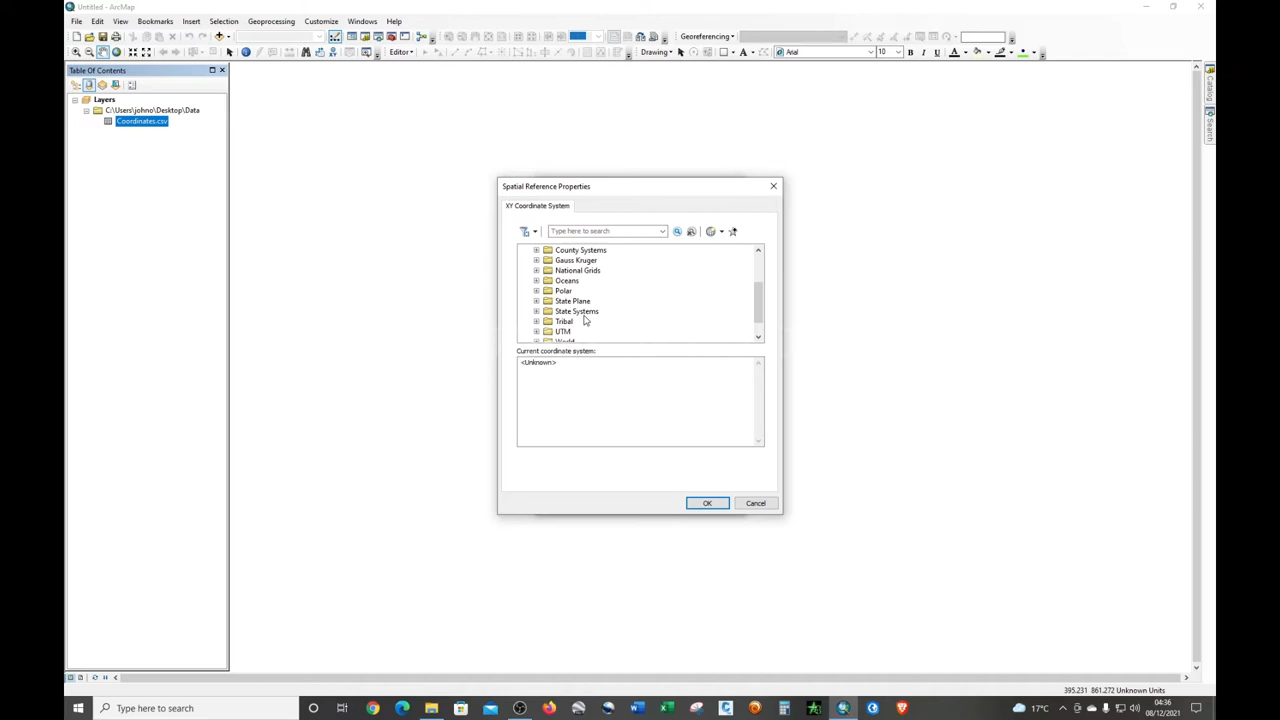 Untitled - ArcMap
File Edit View Bookmarks Insert Selection Geoprocessing Customize Windows Help
Georeferencing
Editor Drawing Arial 10 B I U A
Table Of Contents
Layers
C:\Users\johno\Desktop\Data
Coordinates.csv
Catalog
Search
Spatial Reference Properties
XY Coordinate System
Type here to search
County Systems
Gauss Kruger
National Grids
Oceans
Polar
State Plane
State Systems
Tribal
UTM
World
Current coordinate system:
<Unknown>
OK Cancel
395.231 861.272 Unknown Units
Type here to search
17°C
04:36
08/12/2021